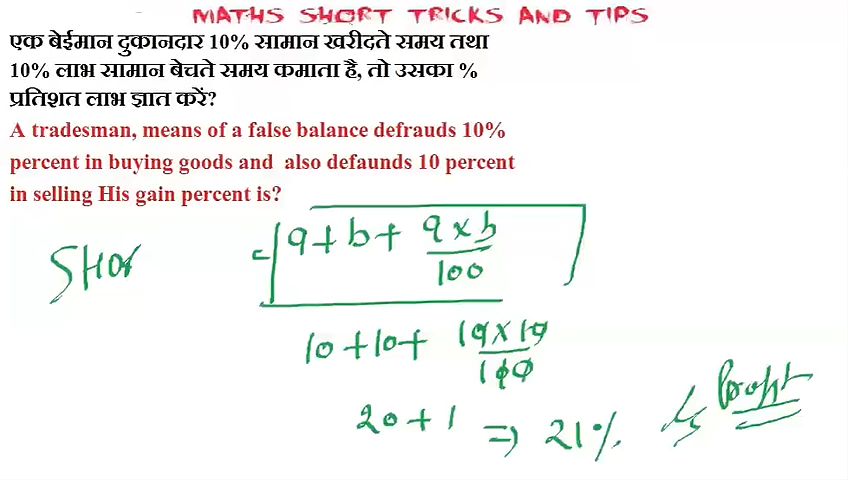 MATHS SHORT TRICKS AND TIPS
एक बेईमान दुकानदार 10% सामान खरीदते समय तथा
10% लाभ सामान बेचते समय कमाता है, तो उसका %
प्रतिशत लाभ ज्ञात करें?
A tradesman, means of a false balance defrauds 10%
percent in buying goods and also defaunds 10 percent
in selling His gain percent is?
= a + b + a × b / 100
SHOR
10 + 10 + 10 × 10 / 100
20 + 1 ⇒ 21%
Profit